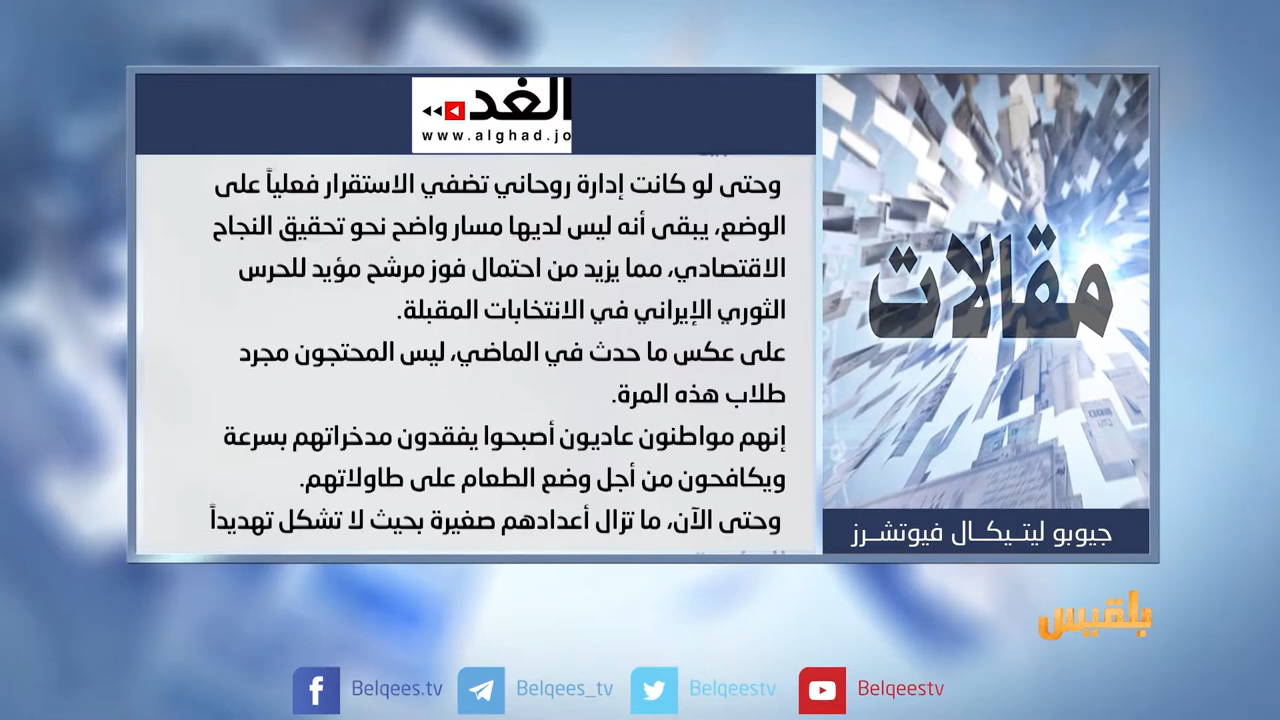 الغد
www.alghad.jo
وحتى لو كانت إدارة روحاني تضفي الاستقرار فعلياً على
الوضع، يبقى أنه ليس لديها مسار واضح نحو تحقيق النجاح
الاقتصادي، مما يزيد من احتمال فوز مرشح مؤيد للحرس
الثوري الإيراني في الانتخابات المقبلة.
على عكس ما حدث في الماضي، ليس المحتجون مجرد
طلاب هذه المرة.
إنهم مواطنون عاديون أصبحوا يفقدون مدخراتهم بسرعة
ويكافحون من أجل وضع الطعام على طاولاتهم.
وحتى الآن، ما تزال أعدادهم صغيرة بحيث لا تشكل تهديداً
مقالات
جيوبو ليتـيكـال فيوتشـرز
بلقيس
Belqees.tv
Belqees_tv
Belqeestv
Belqeestv